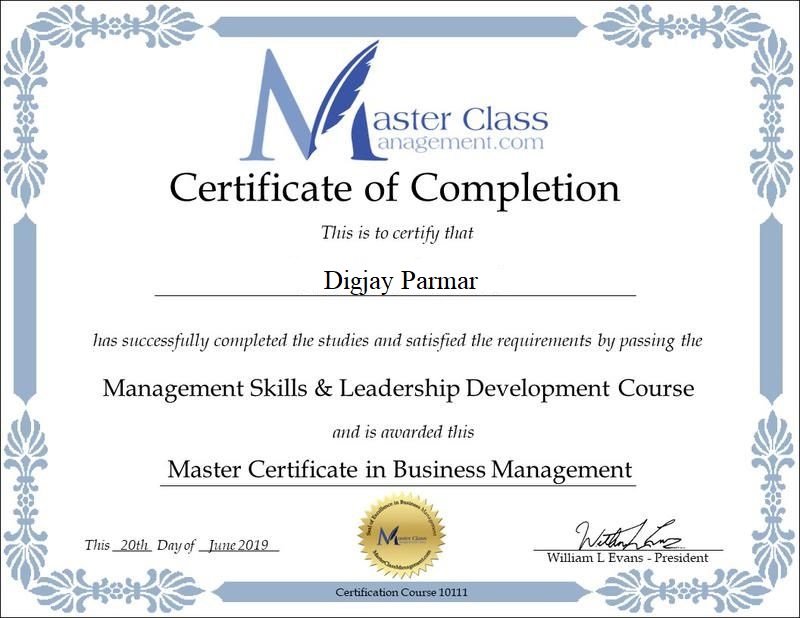 Master Class
Management.com
Certificate of Completion
This is to certify that
Digjay Parmar
has successfully completed the studies and satisfied the requirements by passing the
Management Skills & Leadership Development Course
and is awarded this
Master Certificate in Business Management
Seal of Excellence in Business Management
Master Class
MasterClassManagement.com
This 20th Day of June 2019
William L Evans - President
Certification Course 10111